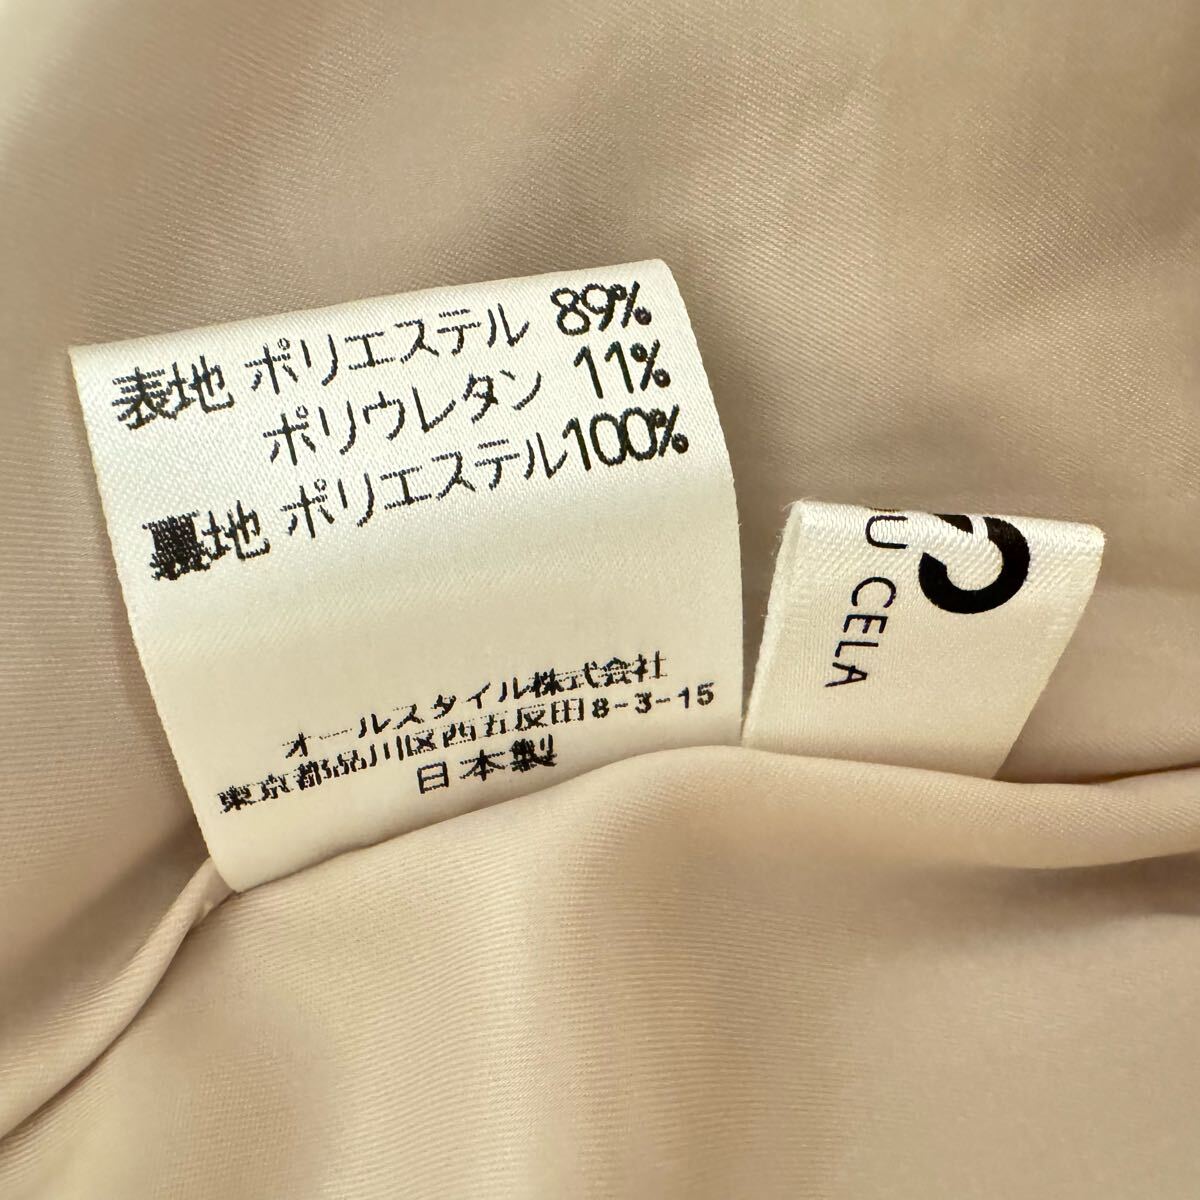 表地 ポリエステル 89%
ポリウレタン 11%
裏地 ポリエステル100%
オールスタイル株式会社
東京都品川区西五反田8-3-15
日本製
CELA